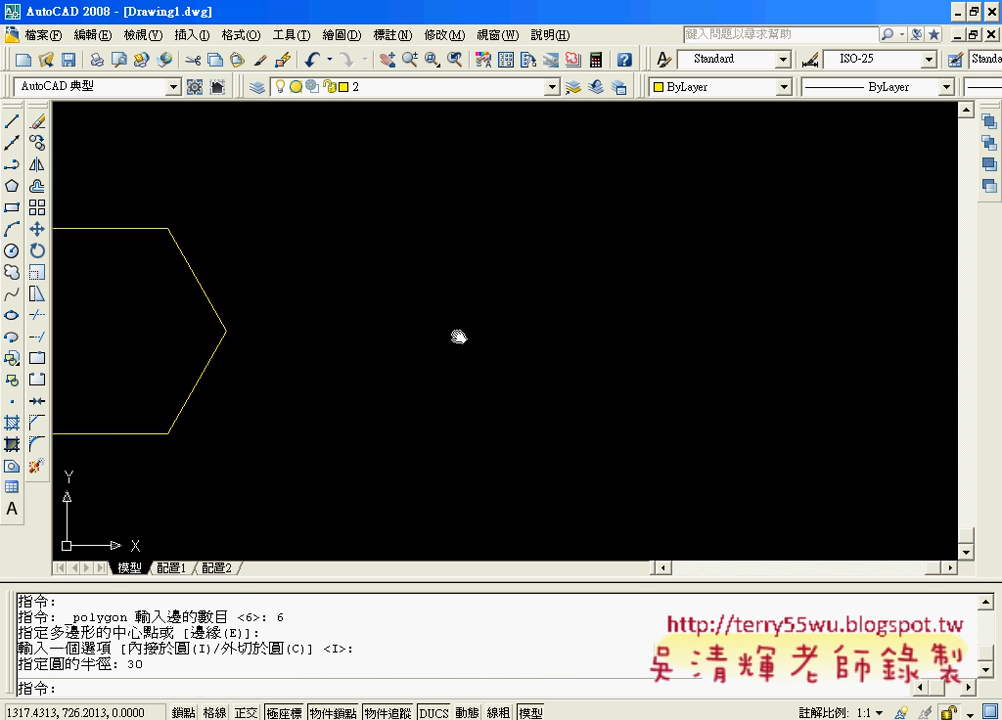 AutoCAD 2008 - [Drawing1.dwg]
檔案(F) 編輯(E) 檢視(V) 插入(I) 格式(O) 工具(T) 繪圖(D) 標註(N) 修改(M) 視窗(W) 說明(H) 鍵入問題以尋求幫助
Standard ISO-25 Standa
AutoCAD 典型 2 ByLayer ByLayer
Y
X
模型 配置1 配置2
指令:
指令: _polygon 輸入邊的數目 <6>: 6
指定多邊形的中心點或 [邊緣(E)]:
輸入一個選項 [內接於圓(I)/外切於圓(C)] <I>:
指定圓的半徑: 30
指令:
http://terry55wu.blogspot.tw
吳清輝老師錄製
1317.4313, 726.2013, 0.0000 鎖點 格線 正交 極座標 物件鎖點 物件追蹤 DUCS 動態 線粗 模型 註解比例: 1:1